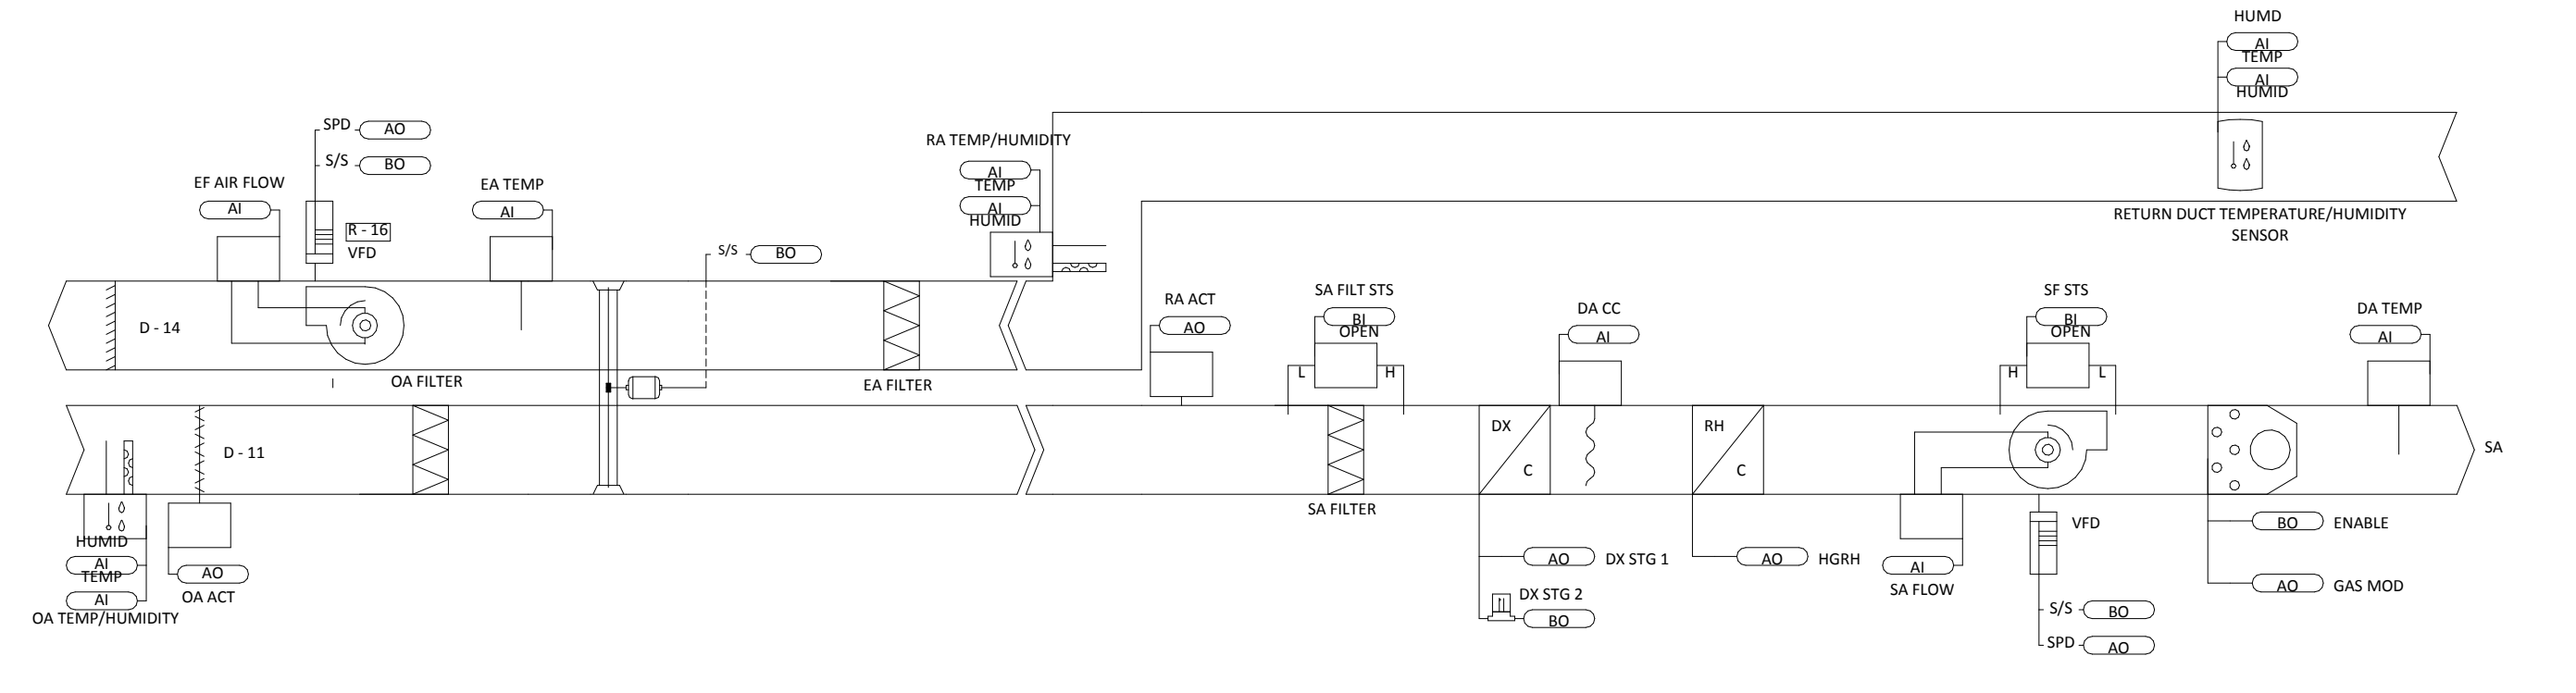 HUMD
AI
TEMP
AI
HUMID
RETURN DUCT TEMPERATURE/HUMIDITY
SENSOR
SPD
AO
S/S
BO
EF AIR FLOW
AI
R - 16
VFD
EA TEMP
AI
S/S
BO
RA TEMP/HUMIDITY
AI
TEMP
AI
HUMID
D - 14
OA FILTER
EA FILTER
RA ACT
AO
SA FILT STS
BI
OPEN
L
H
DA CC
AI
SF STS
BI
OPEN
H
L
DA TEMP
AI
D - 11
DX
C
RH
C
SA
SA FILTER
HUMID
AI
TEMP
AI
OA TEMP/HUMIDITY
AO
OA ACT
AO
DX STG 1
DX STG 2
BO
AO
HGRH
AI
SA FLOW
VFD
S/S
BO
SPD
AO
BO
ENABLE
AO
GAS MOD